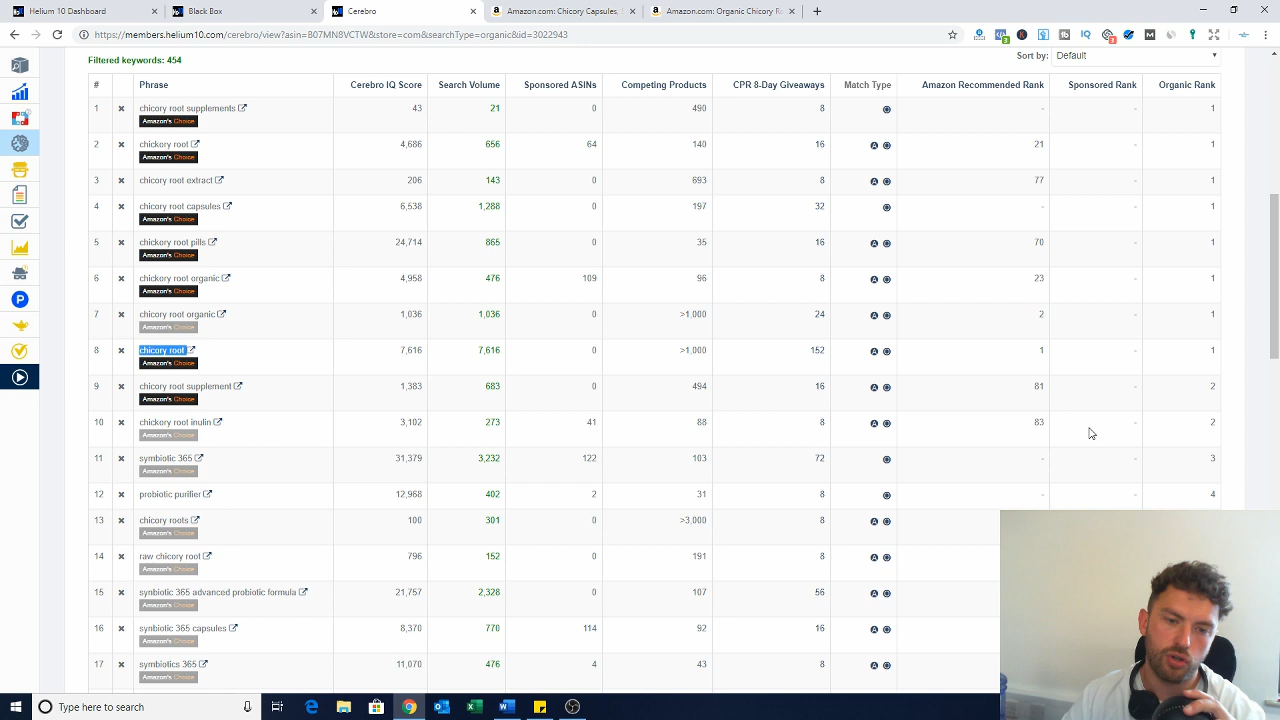 Helium 10 Dashboard
Black Box
Cerebro
Amazon.com: Chicory Capsules, E
Amazon.com: Organic Chicory Ro
https://members.helium10.com/cerebro/view?asin=B07MN8VCTW&store=com&searchType=organic&id=3022943
Filtered keywords: 454
Sort by: Default
# Phrase Cerebro IQ Score Search Volume Sponsored ASINs Competing Products CPR 8-Day Giveaways Match Type Amazon Recommended Rank Sponsored Rank Organic Rank
1 chicory root supplements 43 21 0 490 8 - - 1
Amazon's Choice
2 chickory root 4,686 656 64 140 16 21 - 1
Amazon's Choice
3 chicory root extract 206 143 0 693 8 77 - 1
4 chicory root capsules 6,538 1,288 0 197 32 - - 1
Amazon's Choice
5 chickory root pills 24,714 865 0 35 16 70 - 1
Amazon's Choice
6 chickory root organic 4,958 476 109 96 8 23 - 1
Amazon's Choice
7 chicory root organic 1,036 1,036 0 >1,000 24 2 - 1
Amazon's Choice
8 chicory root 7,616 7,616 0 >1,000 152 1 - 1
Amazon's Choice
9 chicory root supplement 1,383 683 0 494 16 81 - 2
Amazon's Choice
10 chickory root inulin 3,102 273 41 88 8 83 - 2
Amazon's Choice
11 symbiotic 365 31,379 3,232 122 103 72 - - 3
Amazon's Choice
12 probiotic purifier 12,968 402 2 31 8 - - 4
13 chicory roots 100 301 0 >3,000 8
Amazon's Choice
14 raw chicory root 796 152 0 191 8
Amazon's Choice
15 synbiotic 365 advanced probiotic formula 21,757 2,328 0 107 56
Amazon's Choice
16 synbiotic 365 capsules 8,370 770 114 92 16
Amazon's Choice
17 symbiotics 365 11,070 476 4 43 8
Amazon's Choice
Type here to search